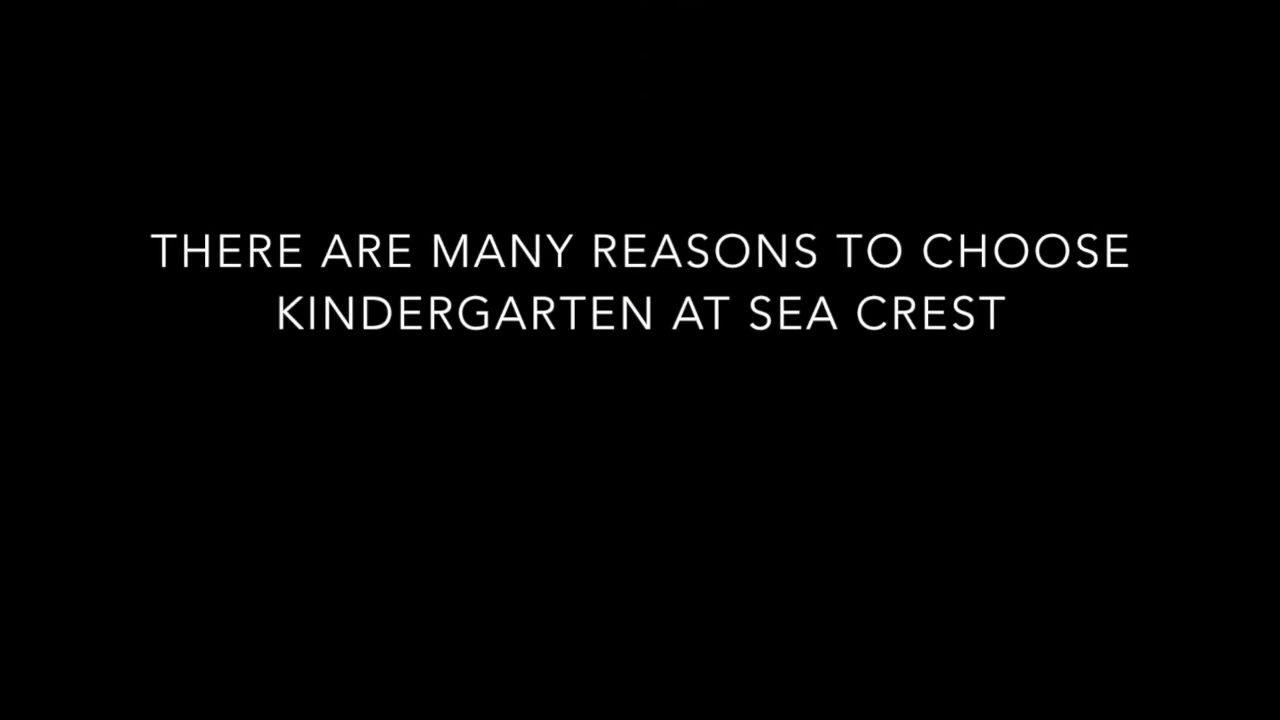 THERE ARE MANY REASONS TO CHOOSE
KINDERGARTEN AT SEA CREST